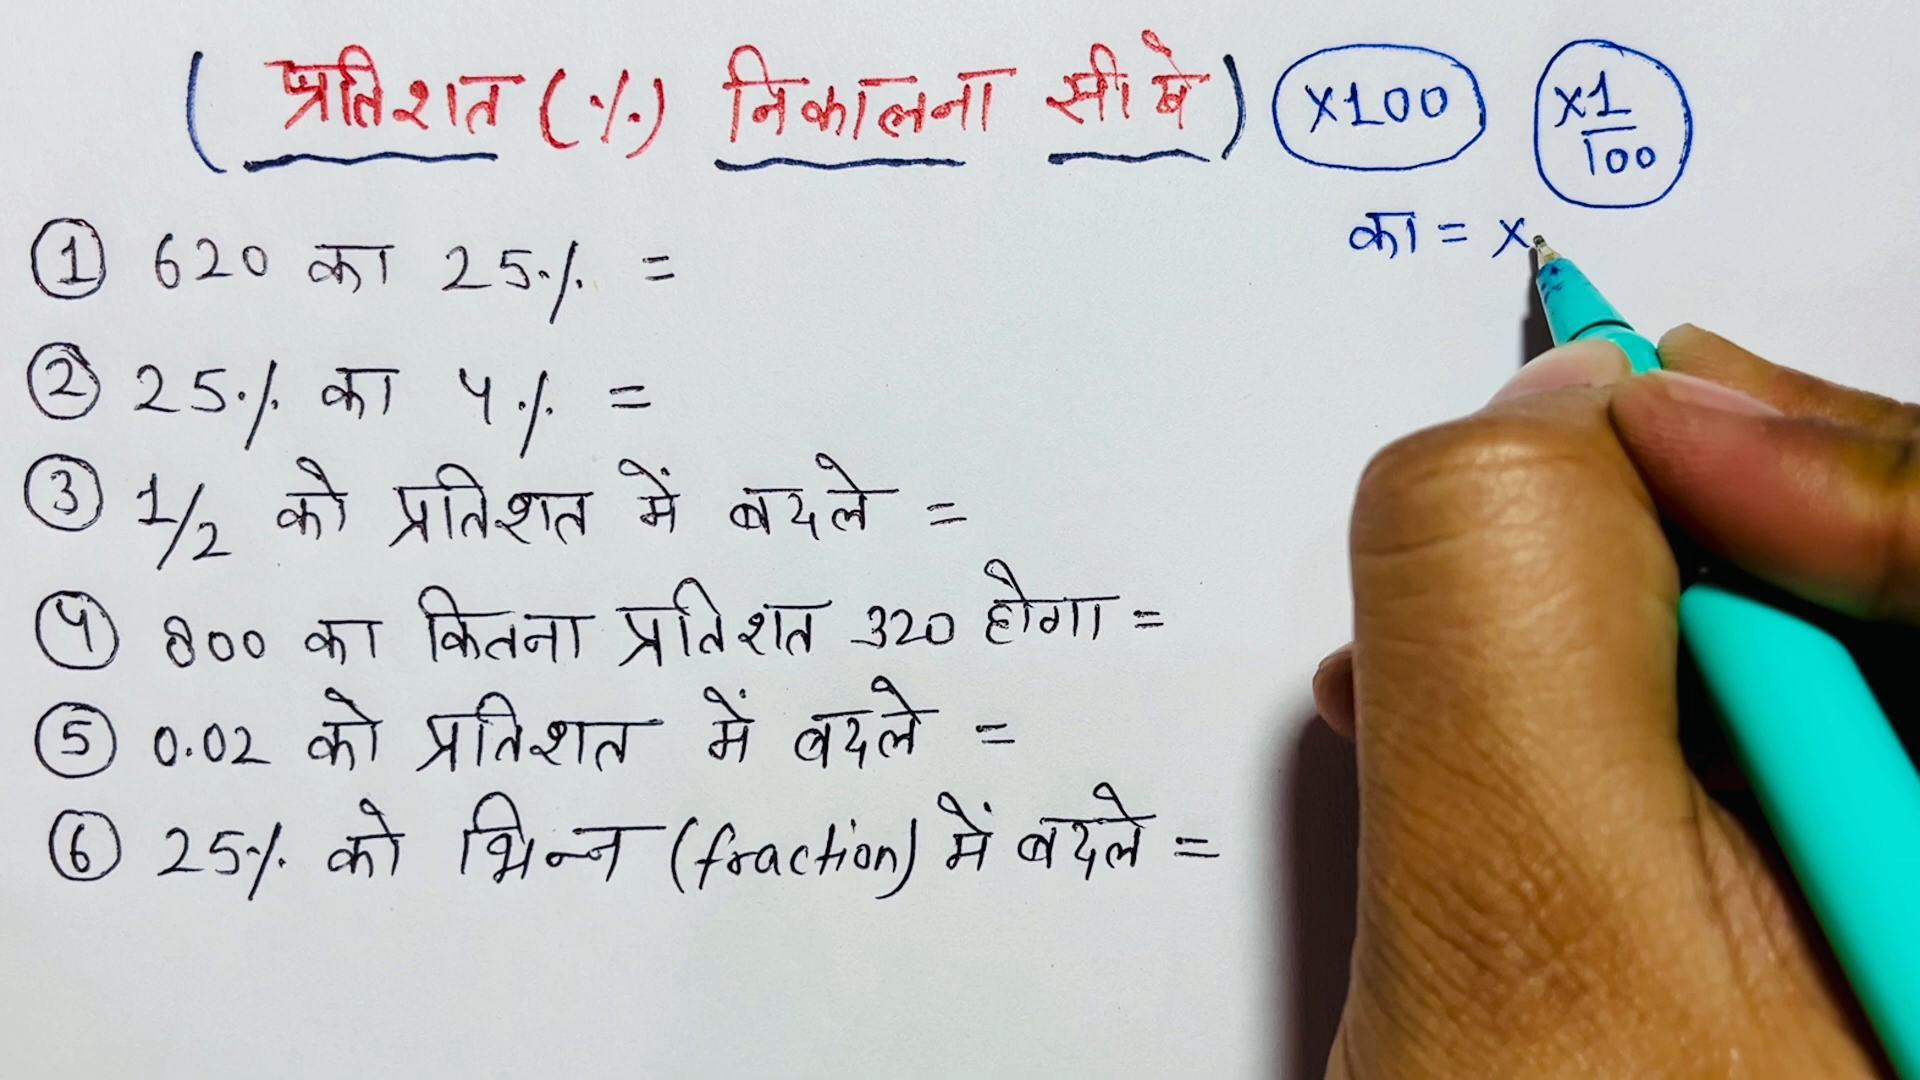 ( प्रतिशत (%) निकालना सीखे ) ×100 ×1/100
का = ×
① 620 का 25% =
② 25% का 4% =
③ 1/2 को प्रतिशत में बदले =
④ 800 का कितना प्रतिशत 320 होगा =
⑤ 0.02 को प्रतिशत में बदले =
⑥ 25% को भिन्न (fraction) में बदले =